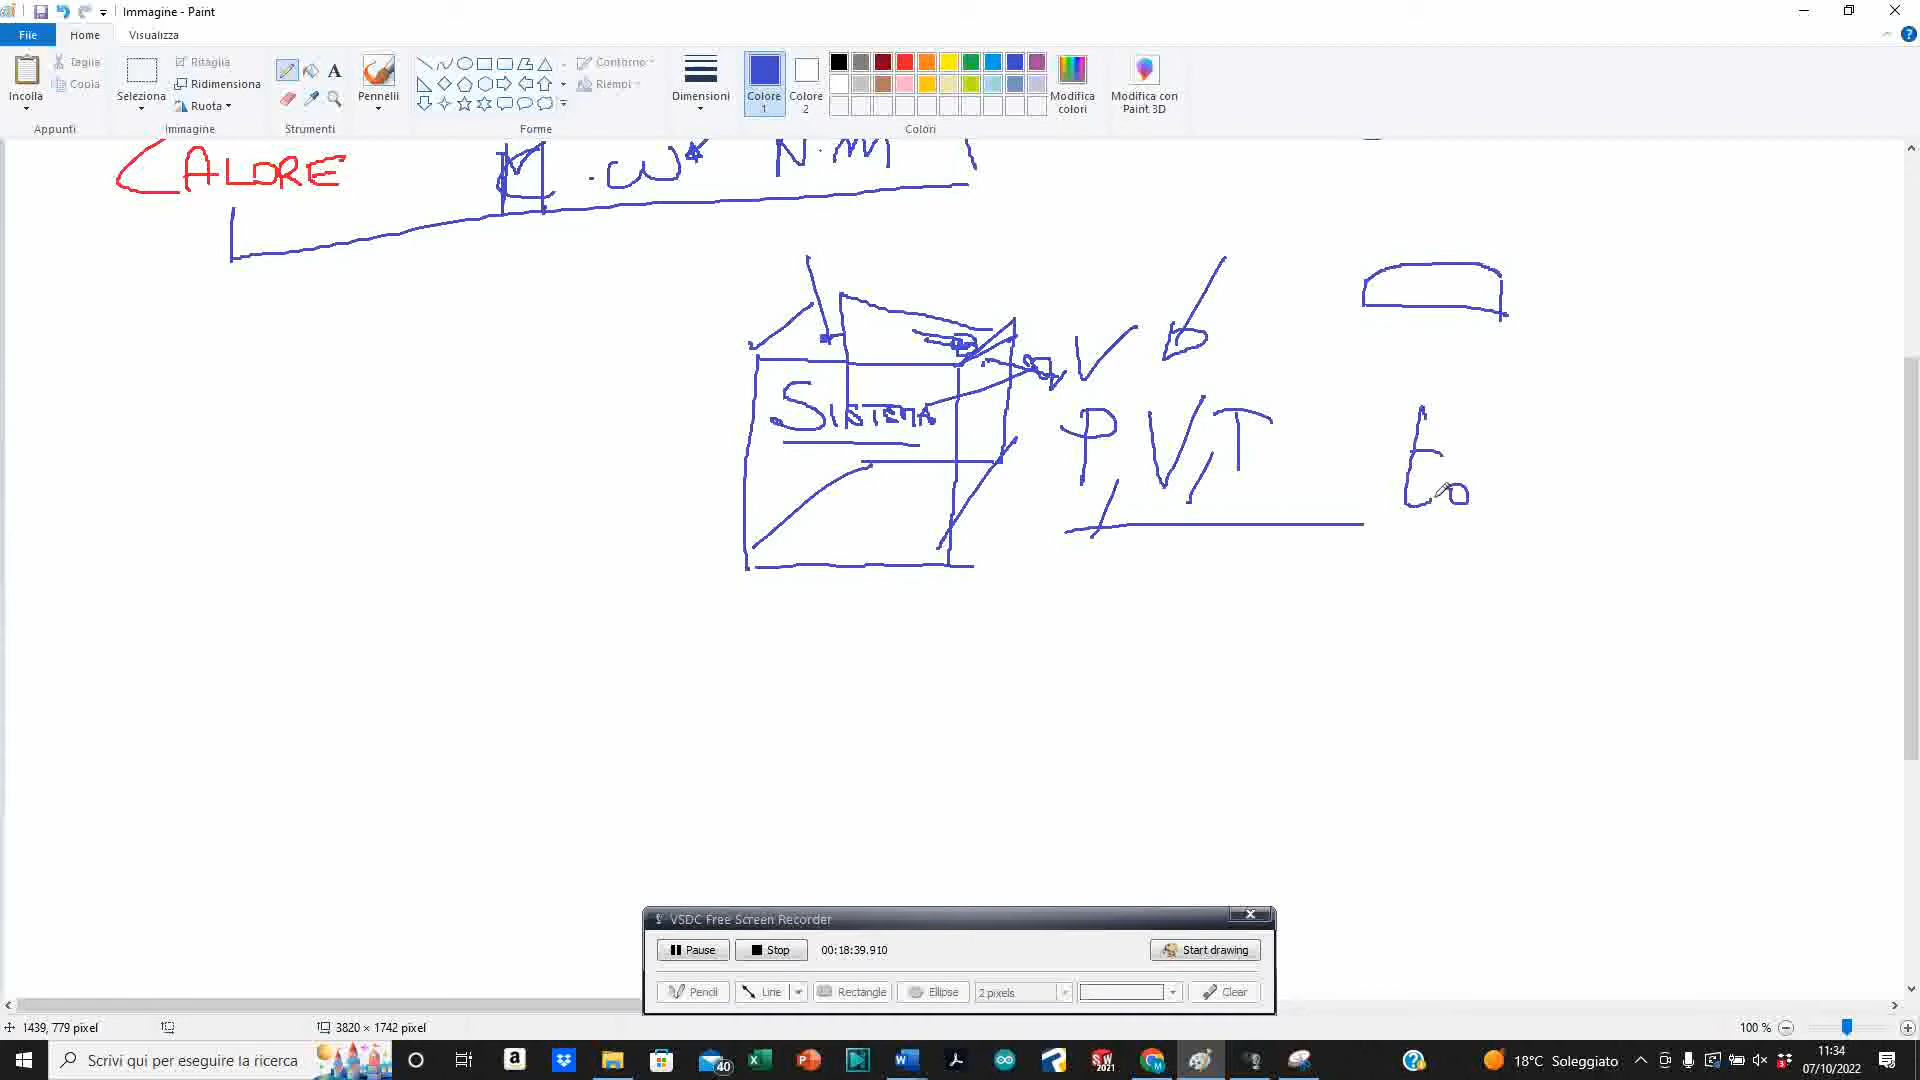 Immagine - Paint
File Home Visualizza
Incolla
Taglia
Copia
Appunti
Seleziona
Ritaglia
Ridimensiona
Ruota
Immagine
A
Strumenti
Pennelli
Forme
Contorno
Riempi
Dimensioni
Colore 1
Colore 2
Colori
Modifica colori
Modifica con Paint 3D
CALORE
N·M
V
SISTEMA
P, V, T
t0
VSDC Free Screen Recorder
Pause Stop 00:18:39.910 Start drawing
Pencil Line Rectangle Ellipse 2 pixels Clear
1439, 779 pixel 3820 × 1742 pixel 100 %
Scrivi qui per eseguire la ricerca 40 2021 18°C Soleggiato 11:34
07/10/2022